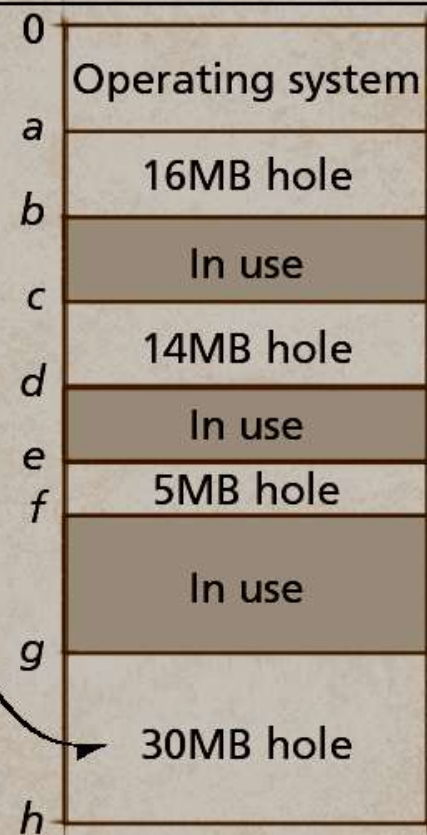 0
Operating system
a
16MB hole
b
In use
c
14MB hole
d
In use
e
5MB hole
f
In use
g
30MB hole
h